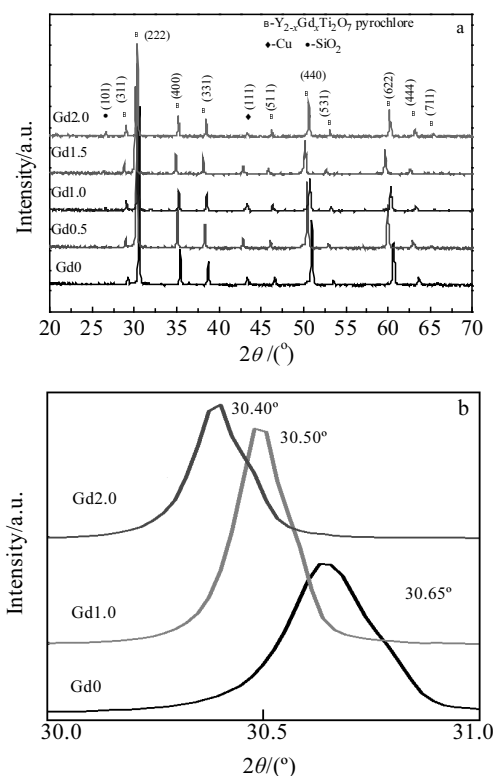 a
B-Y2-xGdxTi2O7 pyrochlore
◆-Cu ●-SiO2
(101)
(311)
(222)
(400)
(331)
(111)
(511)
(440)
(531)
(622)
(444)
(711)
Gd2.0
Gd1.5
Gd1.0
Gd0.5
Gd0
Intensity/a.u.
20 25 30 35 40 45 50 55 60 65 70
2θ/(°)
b
30.40°
30.50°
30.65°
Gd2.0
Gd1.0
Gd0
Intensity/a.u.
30.0 30.5 31.0
2θ/(°)